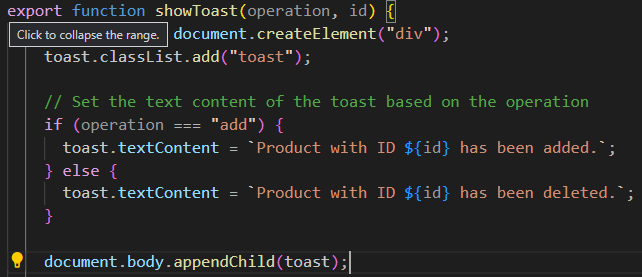 export function showToast(operation, id) {
Click to collapse the range. document.createElement("div");
toast.classList.add("toast");
// Set the text content of the toast based on the operation
if (operation === "add") {
toast.textContent = `Product with ID ${id} has been added.`;
} else {
toast.textContent = `Product with ID ${id} has been deleted.`;
}
document.body.appendChild(toast);